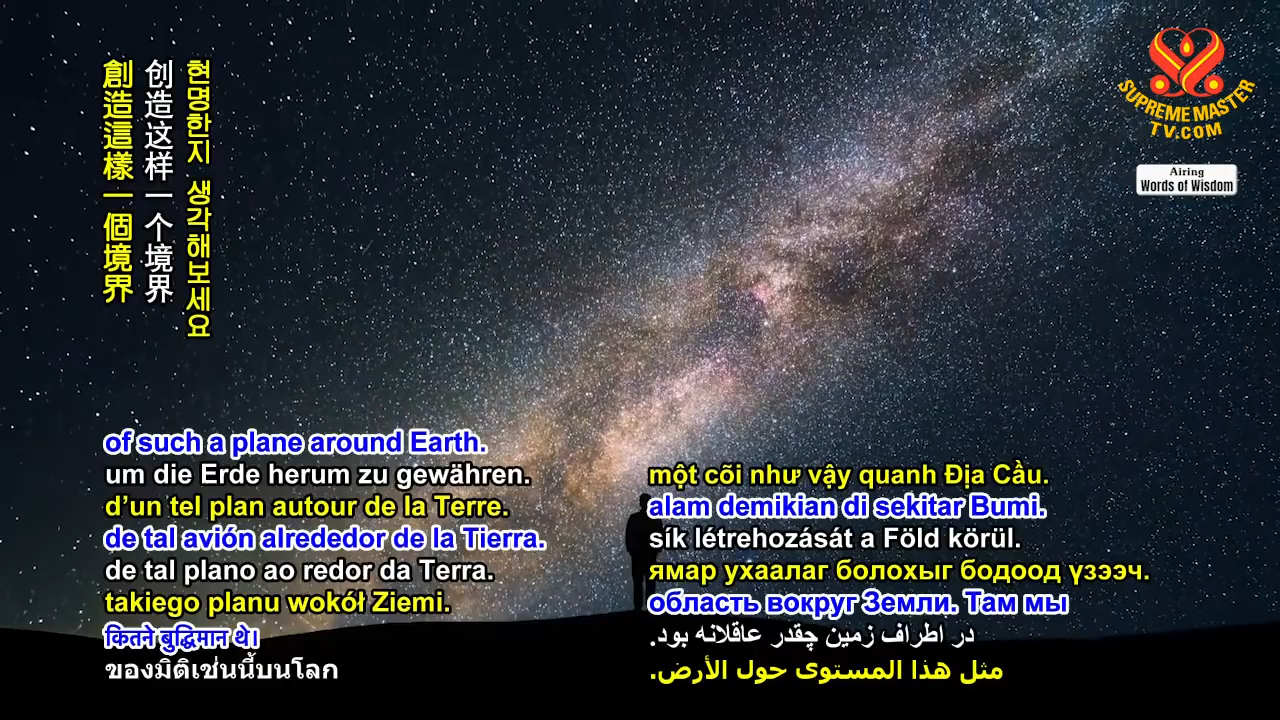 創造這樣一個境界
创造这样一个境界
현명한지 생각해보세요
SUPREME MASTER
TV.COM
Airing
Words of Wisdom
of such a plane around Earth.
um die Erde herum zu gewähren.
d’un tel plan autour de la Terre.
de tal avión alrededor de la Tierra.
de tal plano ao redor da Terra.
takiego planu wokół Ziemi.
कितने बुद्धिमान थे।
ของมิติเช่นนี้บนโลก
một cõi như vậy quanh Địa Cầu.
alam demikian di sekitar Bumi.
sík létrehozását a Föld körül.
ямар ухаалаг болохыг бодоод үзээч.
область вокруг Земли. Там мы
در اطراف زمین چقدر عاقلانه بود.
مثل هذا المستوى حول الأرض.